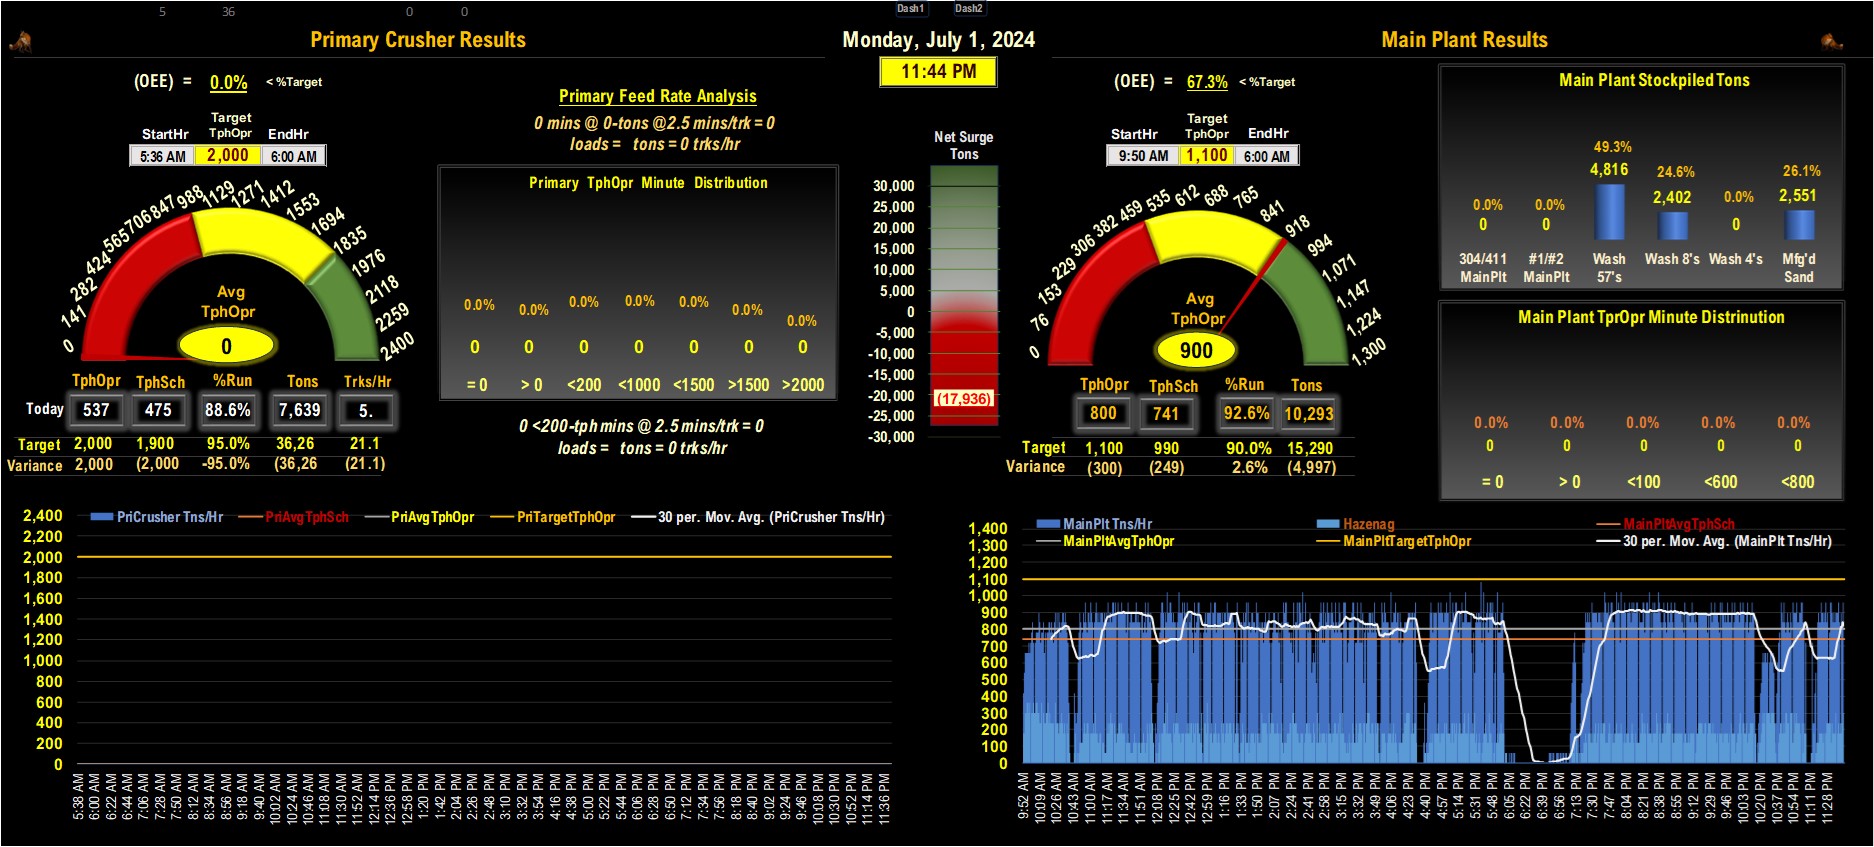 5 36 0 0 Dash1 Dash2
Primary Crusher Results
Monday, July 1, 2024
Main Plant Results
11:44 PM
(OEE) = 0.0% < %Target
Target
TphOpr
StartHr EndHr
5:36 AM 2,000 6:00 AM
0 141 282 424 565 706 847 988 1129 1271 1412 1553 1694 1835 1976 2118 2259 2400
Avg
TphOpr
0
TphOpr TphSch %Run Tons Trks/Hr
Today 537 475 88.6% 7,639 5.
Target 2,000 1,900 95.0% 36,26 21.1
Variance 2,000 (2,000 -95.0% (36,26 (21.1)
Primary Feed Rate Analysis
0 mins @ 0-tons @2.5 mins/trk = 0
loads = tons = 0 trks/hr
Primary TphOpr Minute Distribution
0.0% 0.0% 0.0% 0.0% 0.0% 0.0% 0.0%
0 0 0 0 0 0 0
= 0 > 0 <200 <1000 <1500 >1500 >2000
0 <200-tph mins @ 2.5 mins/trk = 0
loads = tons = 0 trks/hr
Net Surge
Tons
30,000
25,000
20,000
15,000
10,000
5,000
0
-5,000
-10,000
-15,000
-20,000
(17,936)
-25,000
-30,000
(OEE) = 67.3% < %Target
Target
TphOpr
StartHr EndHr
9:50 AM 1,100 6:00 AM
0 76 153 229 306 382 459 535 612 688 765 841 918 994 1,071 1,147 1,224 1,300
Avg
TphOpr
900
TphOpr TphSch %Run Tons
800 741 92.6% 10,293
Target 1,100 990 90.0% 15,290
Variance (300) (249) 2.6% (4,997)
Main Plant Stockpiled Tons
0.0% 0.0% 49.3% 24.6% 0.0% 26.1%
0 0 4,816 2,402 0 2,551
304/411 #1/#2 Wash Wash 8's Wash 4's Mfg'd
MainPlt MainPlt 57's Sand
Main Plant TprOpr Minute Distrinution
0.0% 0.0% 0.0% 0.0% 0.0%
0 0 0 0 0
= 0 > 0 <100 <600 <800
PriCrusher Tns/Hr PriAvgTphSch PriAvgTphOpr PriTargetTphOpr 30 per. Mov. Avg. (PriCrusher Tns/Hr)
2,400
2,200
2,000
1,800
1,600
1,400
1,200
1,000
800
600
400
200
0
5:38 AM 6:00 AM 6:22 AM 6:44 AM 7:06 AM 7:28 AM 7:50 AM 8:12 AM 8:34 AM 8:56 AM 9:18 AM 9:40 AM 10:02 AM 10:24 AM 10:46 AM 11:08 AM 11:30 AM 11:52 AM 12:14 PM 12:36 PM 12:58 PM 1:20 PM 1:42 PM 2:04 PM 2:26 PM 2:48 PM 3:10 PM 3:32 PM 3:54 PM 4:16 PM 4:38 PM 5:00 PM 5:22 PM 5:44 PM 6:06 PM 6:28 PM 6:50 PM 7:12 PM 7:34 PM 7:56 PM 8:18 PM 8:40 PM 9:02 PM 9:24 PM 9:46 PM 10:08 PM 10:30 PM 10:52 PM 11:14 PM 11:36 PM
MainPlt Tns/Hr Hazenag MainPltAvgTphSch
MainPltAvgTphOpr MainPltTargetTphOpr 30 per. Mov. Avg. (MainPlt Tns/Hr)
1,400
1,300
1,200
1,100
1,000
900
800
700
600
500
400
300
200
100
0
9:52 AM 10:09 AM 10:26 AM 10:43 AM 11:00 AM 11:17 AM 11:34 AM 11:51 AM 12:08 PM 12:25 PM 12:42 PM 12:59 PM 1:16 PM 1:33 PM 1:50 PM 2:07 PM 2:24 PM 2:41 PM 2:58 PM 3:15 PM 3:32 PM 3:49 PM 4:06 PM 4:23 PM 4:40 PM 4:57 PM 5:14 PM 5:31 PM 5:48 PM 6:05 PM 6:22 PM 6:39 PM 6:56 PM 7:13 PM 7:30 PM 7:47 PM 8:04 PM 8:21 PM 8:38 PM 8:55 PM 9:12 PM 9:29 PM 9:46 PM 10:03 PM 10:20 PM 10:37 PM 10:54 PM 11:11 PM 11:28 PM